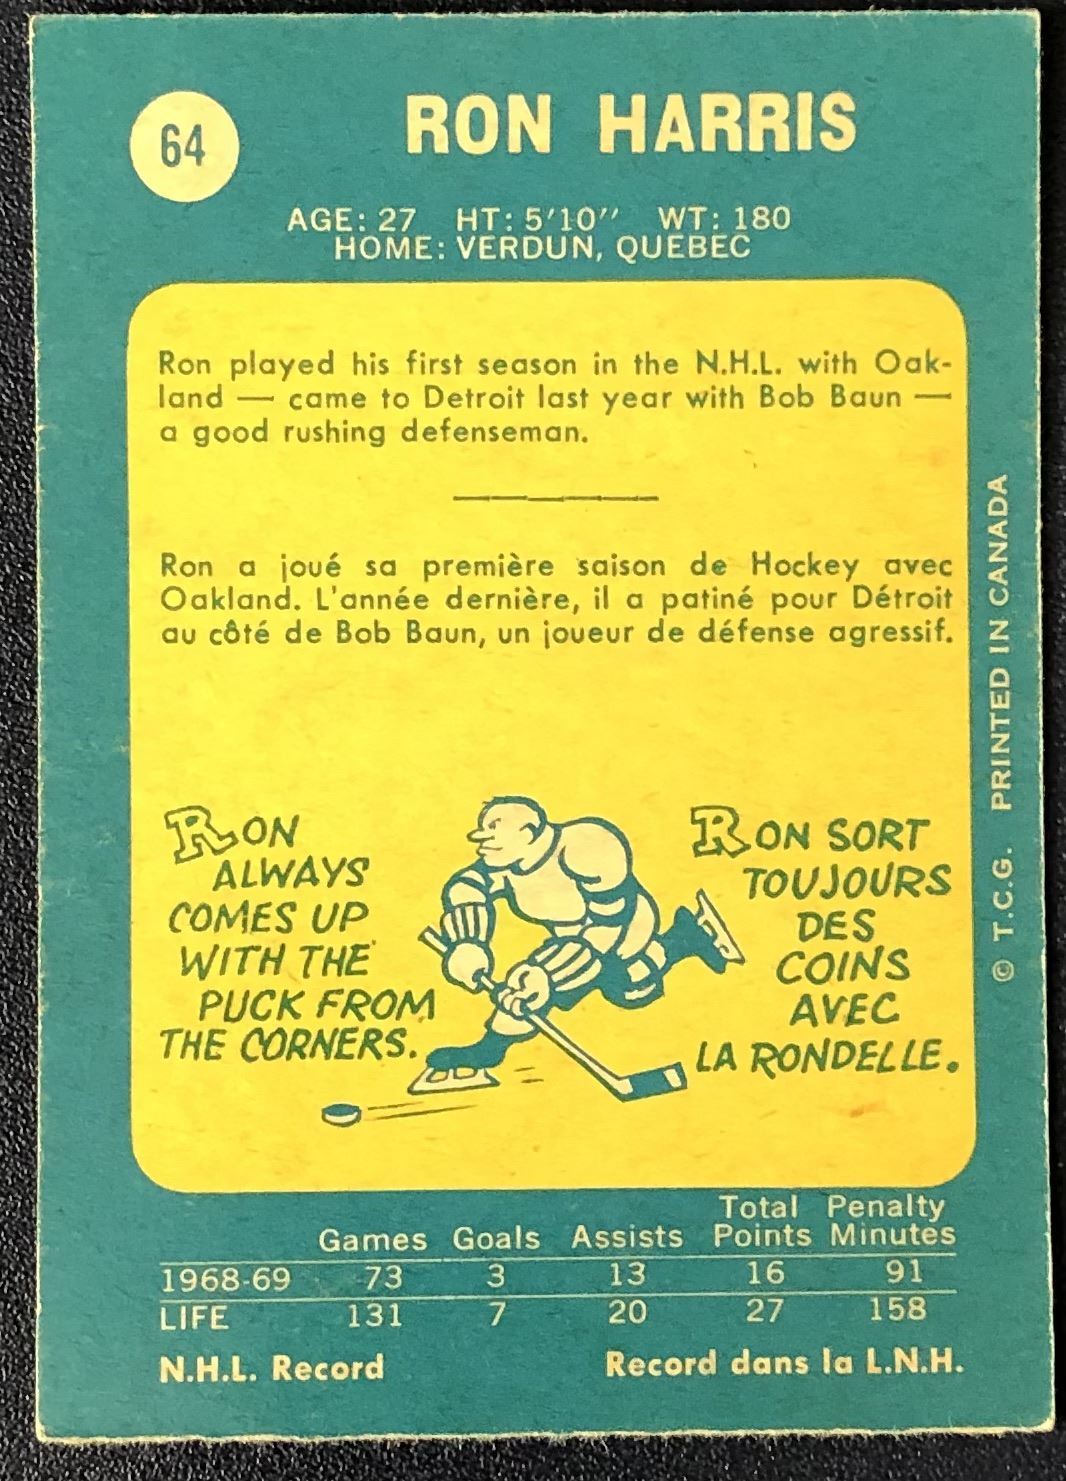 64
RON HARRIS
AGE: 27 HT: 5'10" WT: 180
HOME: VERDUN, QUEBEC
Ron played his first season in the N.H.L. with Oak-
land — came to Detroit last year with Bob Baun —
a good rushing defenseman.
Ron a joué sa première saison de Hockey avec
Oakland. L'année dernière, il a patiné pour Détroit
au côté de Bob Baun, un joueur de défense agressif.
RON
ALWAYS
COMES UP
WITH THE
PUCK FROM
THE CORNERS.
RON SORT
TOUJOURS
DES
COINS
AVEC
LA RONDELLE.
© T.C.G. PRINTED IN CANADA
Total Penalty
Games Goals Assists Points Minutes
1968-69 73 3 13 16 91
LIFE 131 7 20 27 158
N.H.L. Record Record dans la L.N.H.